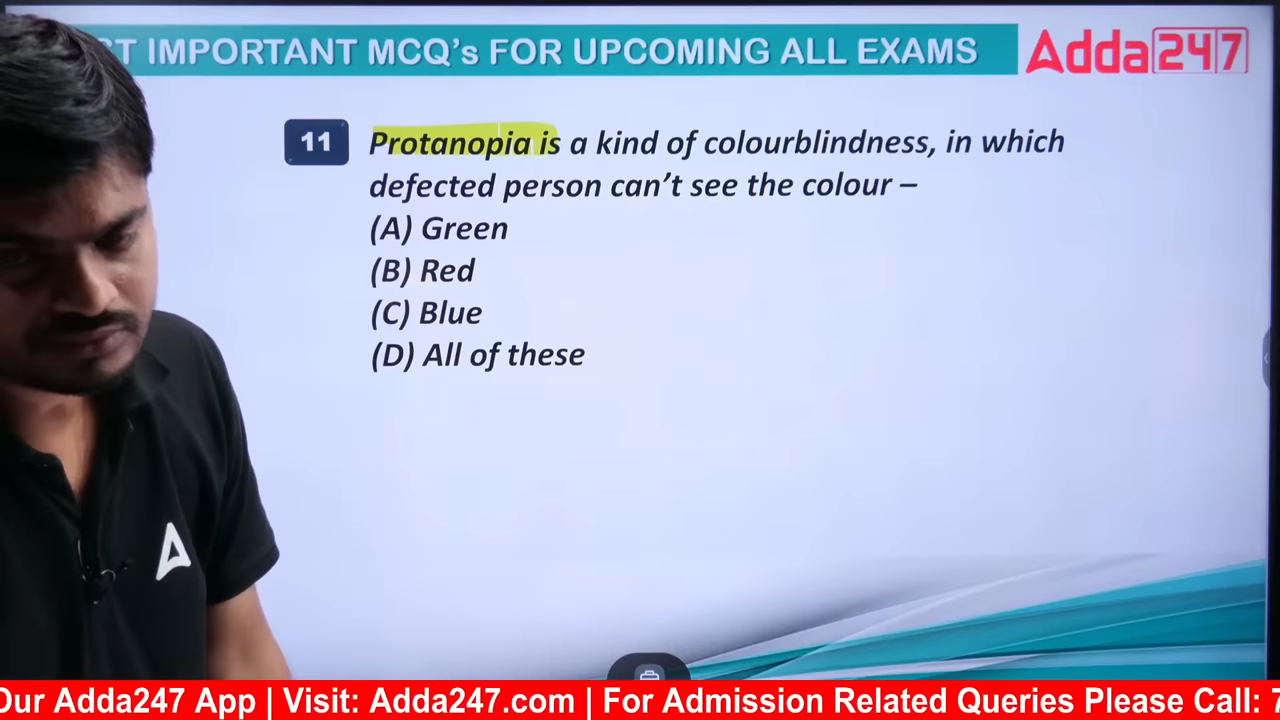 ST IMPORTANT MCQ’s FOR UPCOMING ALL EXAMS
Adda247
11
Protanopia is a kind of colourblindness, in which
defected person can’t see the colour –
(A) Green
(B) Red
(C) Blue
(D) All of these
Our Adda247 App | Visit: Adda247.com | For Admission Related Queries Please Call: 7